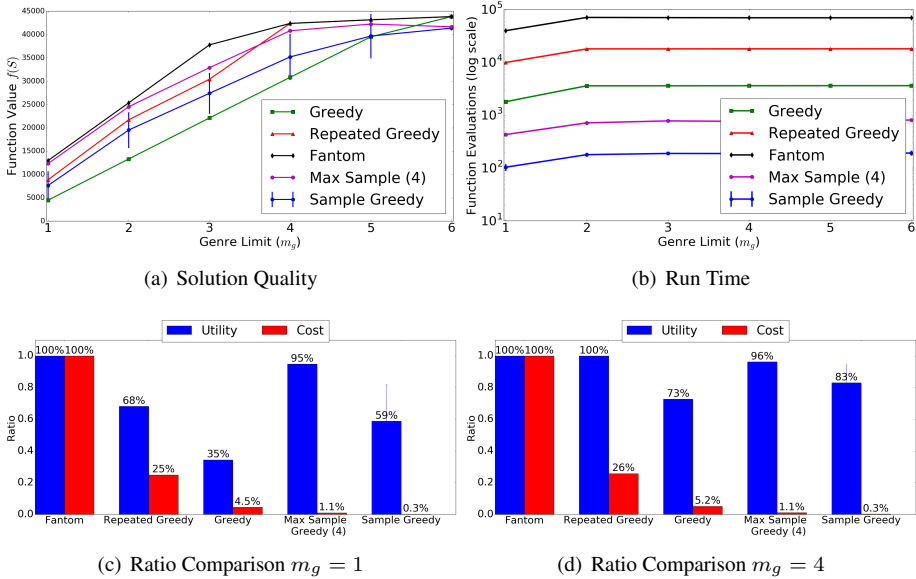 45000
40000
35000
30000
25000
20000
15000
10000
5000
0
Function Value f(S)
Greedy
Repeated Greedy
Fantom
Max Sample (4)
Sample Greedy
1 2 3 4 5 6
Genre Limit (m_g)
(a) Solution Quality
10^5
10^4
10^3
10^2
10^1
Function Evaluations (log scale)
Greedy
Repeated Greedy
Fantom
Max Sample (4)
Sample Greedy
1 2 3 4 5 6
Genre Limit (m_g)
(b) Run Time
Utility Cost
1.0
0.8
0.6
0.4
0.2
0.0
Ratio
100% 100%
68%
25%
35%
4.5%
95%
1.1%
59%
0.3%
Fantom Repeated Greedy Greedy Max Sample Sample Greedy
Greedy (4)
(c) Ratio Comparison m_g = 1
Utility Cost
1.0
0.8
0.6
0.4
0.2
0.0
Ratio
100% 100%
100%
26%
73%
5.2%
96%
1.1%
83%
0.3%
Fantom Repeated Greedy Greedy Max Sample Sample Greedy
Greedy (4)
(d) Ratio Comparison m_g = 4